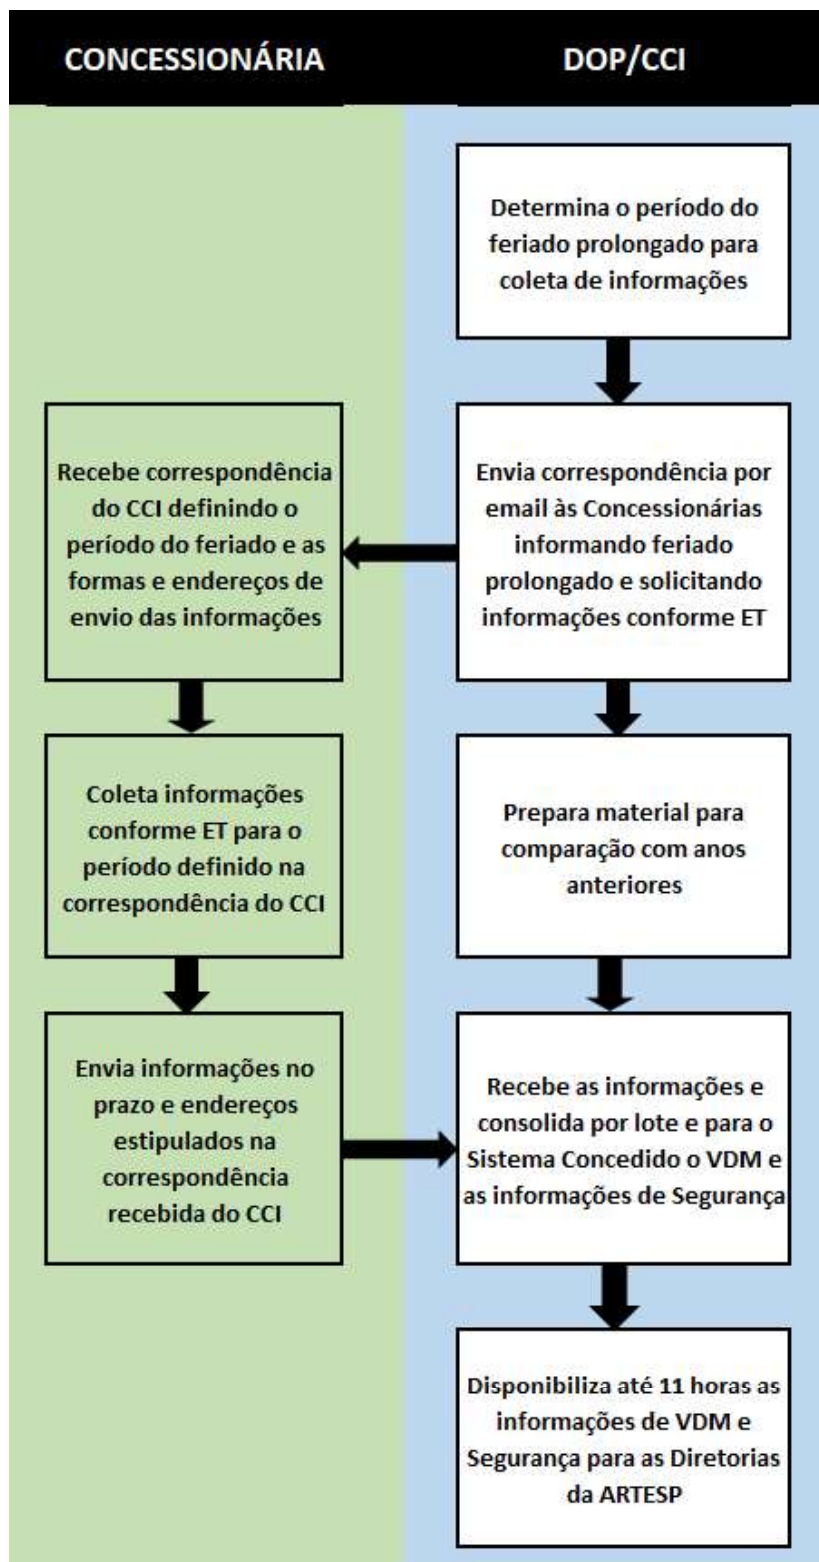 CONCESSIONÁRIA
DOP/CCI
Determina o período do
feriado prolongado para
coleta de informações
Envia correspondência por
email às Concessionárias
informando feriado
prolongado e solicitando
informações conforme ET
Recebe correspondência
do CCI definindo o
período do feriado e as
formas e endereços de
envio das informações
Coleta informações
conforme ET para o
período definido na
correspondência do CCI
Prepara material para
comparação com anos
anteriores
Envia informações no
prazo e endereços
estipulados na
correspondência
recebida do CCI
Recebe as informações e
consolida por lote e para o
Sistema Concedido o VDM e
as informações de Segurança
Disponibiliza até 11 horas as
informações de VDM e
Segurança para as Diretorias
da ARTESP